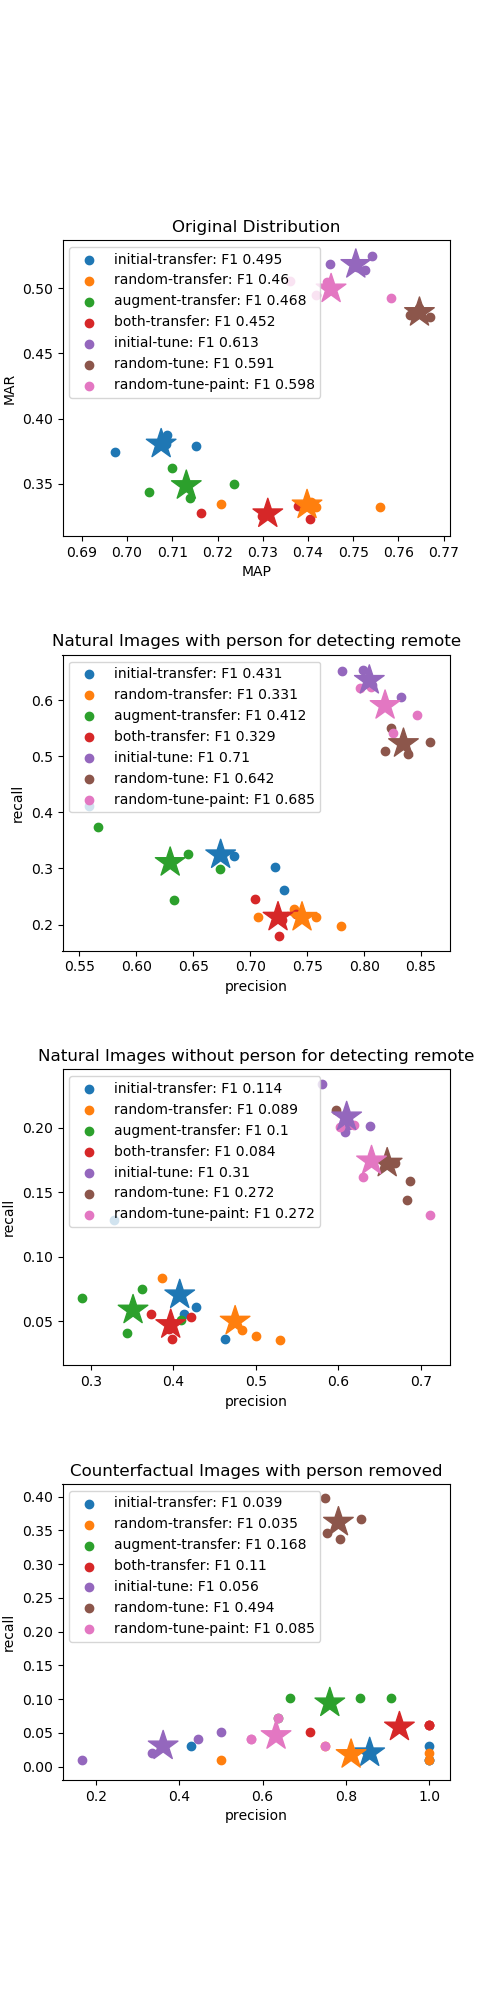 Original Distribution
initial-transfer: F1 0.495
random-transfer: F1 0.46
augment-transfer: F1 0.468
both-transfer: F1 0.452
initial-tune: F1 0.613
random-tune: F1 0.591
random-tune-paint: F1 0.598
0.50
0.45
0.40
0.35
MAR
0.69 0.70 0.71 0.72 0.73 0.74 0.75 0.76 0.77
MAP
Natural Images with person for detecting remote
initial-transfer: F1 0.431
random-transfer: F1 0.331
augment-transfer: F1 0.412
both-transfer: F1 0.329
initial-tune: F1 0.71
random-tune: F1 0.642
random-tune-paint: F1 0.685
0.6
0.5
0.4
0.3
0.2
recall
0.55 0.60 0.65 0.70 0.75 0.80 0.85
precision
Natural Images without person for detecting remote
initial-transfer: F1 0.114
random-transfer: F1 0.089
augment-transfer: F1 0.1
both-transfer: F1 0.084
initial-tune: F1 0.31
random-tune: F1 0.272
random-tune-paint: F1 0.272
0.20
0.15
0.10
0.05
recall
0.3 0.4 0.5 0.6 0.7
precision
Counterfactual Images with person removed
initial-transfer: F1 0.039
random-transfer: F1 0.035
augment-transfer: F1 0.168
both-transfer: F1 0.11
initial-tune: F1 0.056
random-tune: F1 0.494
random-tune-paint: F1 0.085
0.40
0.35
0.30
0.25
0.20
0.15
0.10
0.05
0.00
recall
0.2 0.4 0.6 0.8 1.0
precision